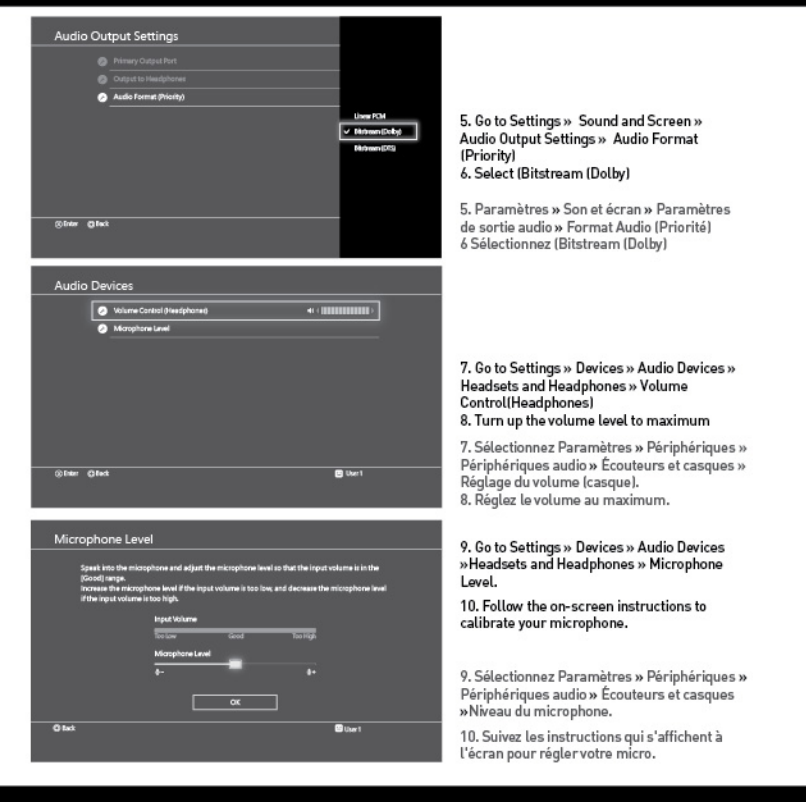 Audio Output Settings
Primary Output Port
Output to Headphones
Audio Format (Priority)
Linear PCM
Bitstream (Dolby)
Bitstream (DTS)
Enter Back
5. Go to Settings » Sound and Screen »
Audio Output Settings » Audio Format
(Priority)
6. Select (Bitstream (Dolby)
5. Paramètres » Son et écran » Paramètres
de sortie audio » Format Audio (Priorité)
6 Sélectionnez (Bitstream (Dolby)
Audio Devices
Volume Control (Headphones)
Microphone Level
Enter Back
User1
7. Go to Settings » Devices » Audio Devices »
Headsets and Headphones » Volume
Control(Headphones)
8. Turn up the volume level to maximum
7. Sélectionnez Paramètres » Périphériques »
Périphériques audio » Écouteurs et casques »
Réglage du volume (casque).
8. Réglez le volume au maximum.
Microphone Level
Speak into the microphone and adjust the microphone level so that the input volume is in the
[Good] range.
Increase the microphone level if the input volume is too low, and decrease the microphone level
if the input volume is too high.
Input Volume
Too Low Good Too High
Microphone Level
- +
OK
Back
User1
9. Go to Settings » Devices » Audio Devices
»Headsets and Headphones » Microphone
Level.
10. Follow the on-screen instructions to
calibrate your microphone.
9. Sélectionnez Paramètres » Périphériques »
Périphériques audio » Écouteurs et casques
»Niveau du microphone.
10. Suivez les instructions qui s'affichent à
l'écran pour régler votre micro.